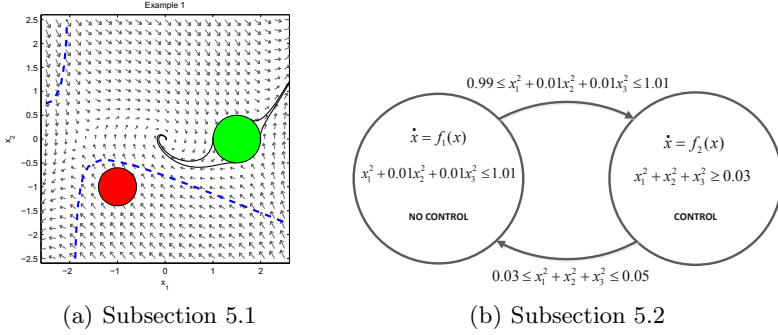 Example 1
2.5
2
1.5
1
0.5
0
−0.5
−1
−1.5
−2
−2.5
x₂
−2 −1 0 1 2
x₁
(a) Subsection 5.1
0.99 ≤ x₁² + 0.01x₂² + 0.01x₃² ≤ 1.01
ẋ = f₁(x)
x₁² + 0.01x₂² + 0.01x₃² ≤ 1.01
NO CONTROL
ẋ = f₂(x)
x₁² + x₂² + x₃² ≥ 0.03
CONTROL
0.03 ≤ x₁² + x₂² + x₃² ≤ 0.05
(b) Subsection 5.2